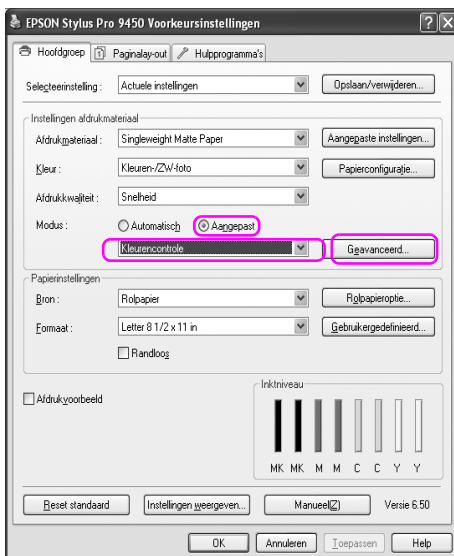 EPSON Stylus Pro 9450 Voorkeursinstellingen
Hoofdgroep Paginalay-out Hulpprogramma's
Selecteerinstelling : Actuele instellingen Opslaan/verwijderen...
Instellingen afdrukmateriaal
Afdrukmateriaal : Singleweight Matte Paper Aangepaste instellingen...
Kleur : Kleuren-/ZW-foto Papierconfiguratie...
Afdrukkwaliteit : Snelheid
Modus : Automatisch Aangepast
Kleurencontrole Geavanceerd...
Papierinstellingen
Bron : Rolpapier Rolpapieroptie...
Formaat : Letter 8 1/2 x 11 in Gebruikergedefinieerd...
Randloos
Afdrukvoorbeeld
Inktniveau
MK MK M M C C Y Y
Reset standaard Instellingen weergeven... Manueel(Z) Versie 6.50
OK Annuleren Toepassen Help